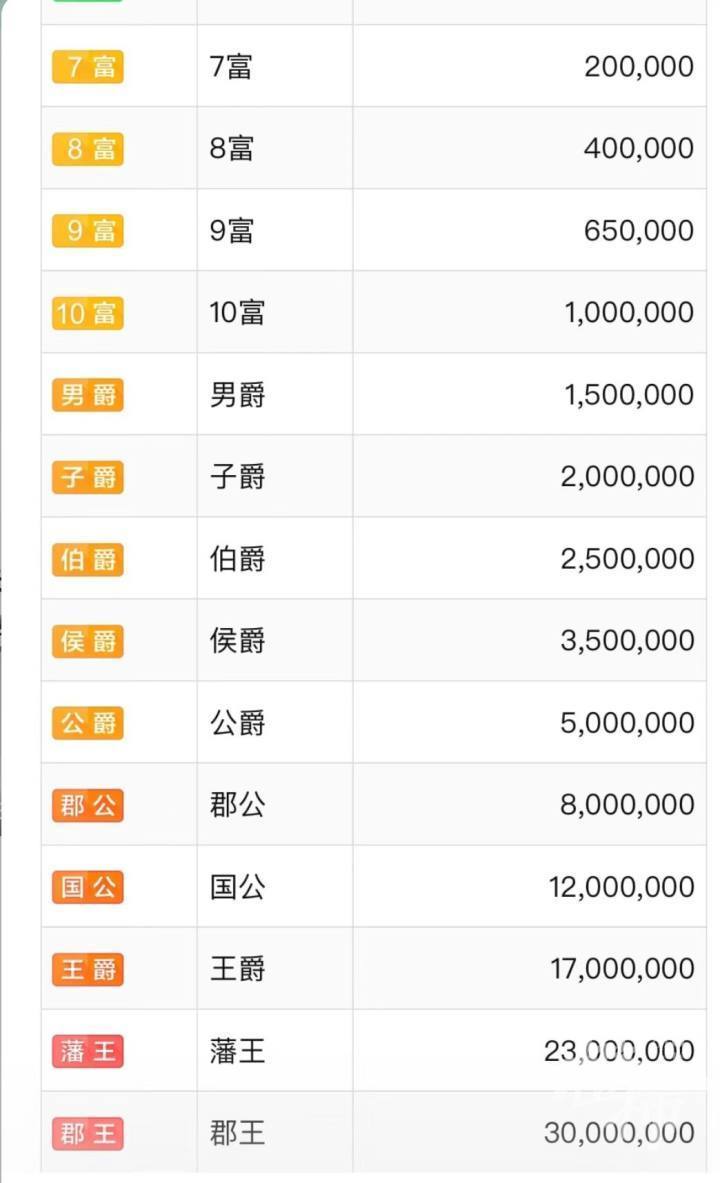 7富 7富 200,000
8富 8富 400,000
9富 9富 650,000
10富 10富 1,000,000
男爵 男爵 1,500,000
子爵 子爵 2,000,000
伯爵 伯爵 2,500,000
侯爵 侯爵 3,500,000
公爵 公爵 5,000,000
郡公 郡公 8,000,000
国公 国公 12,000,000
王爵 王爵 17,000,000
藩王 藩王 23,000,000
郡王 郡王 30,000,000